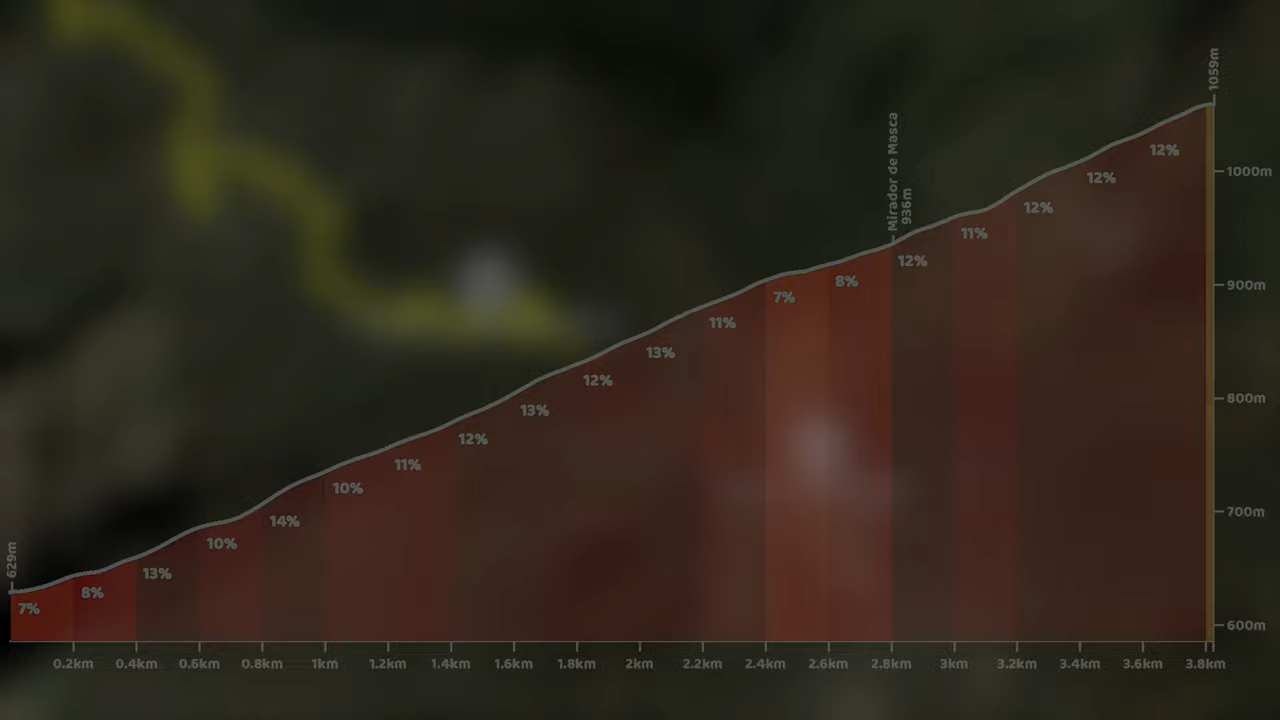 1059m
Mirador de Masca
936m
629m
7%
8%
13%
10%
14%
10%
11%
12%
13%
12%
13%
11%
7%
8%
12%
11%
12%
12%
12%
1000m
900m
800m
700m
600m
0.2km 0.4km 0.6km 0.8km 1km 1.2km 1.4km 1.6km 1.8km 2km 2.2km 2.4km 2.6km 2.8km 3km 3.2km 3.4km 3.6km 3.8km